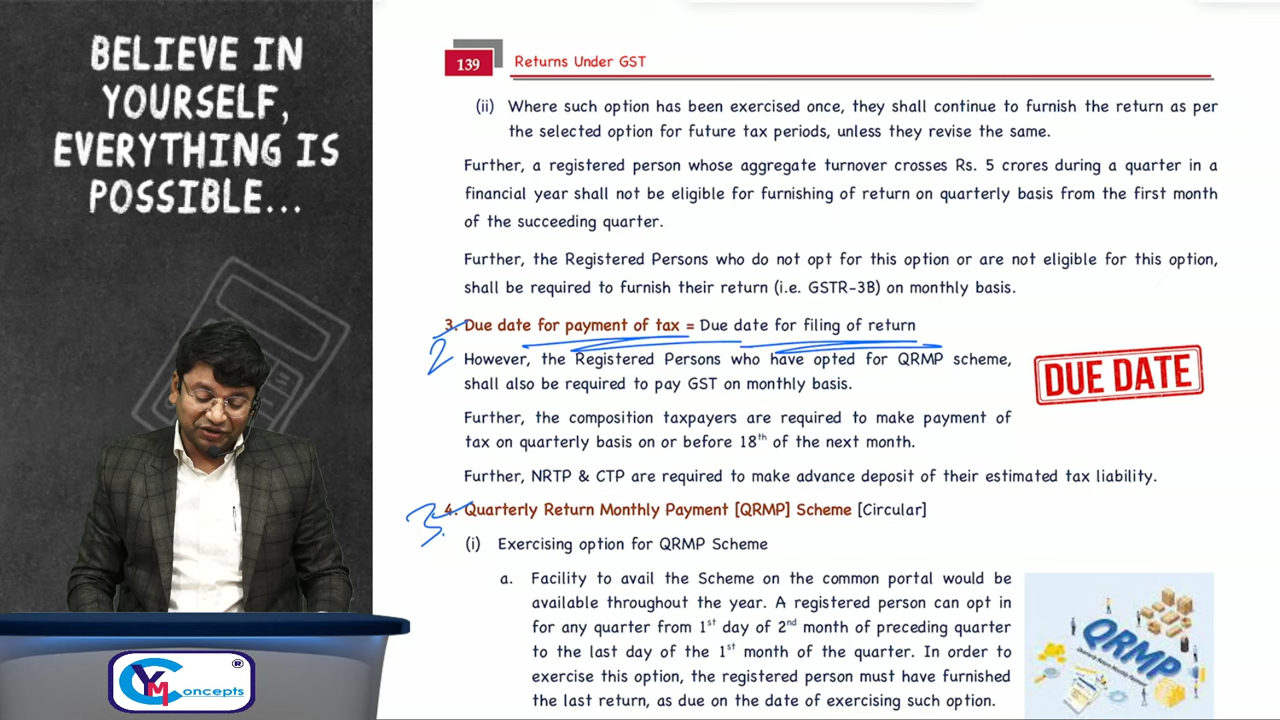 BELIEVE IN
YOURSELF,
EVERYTHING IS
POSSIBLE...
139
Returns Under GST
(ii) Where such option has been exercised once, they shall continue to furnish the return as per
the selected option for future tax periods, unless they revise the same.
Further, a registered person whose aggregate turnover crosses Rs. 5 crores during a quarter in a
financial year shall not be eligible for furnishing of return on quarterly basis from the first month
of the succeeding quarter.
Further, the Registered Persons who do not opt for this option or are not eligible for this option,
shall be required to furnish their return (i.e. GSTR-3B) on monthly basis.
3. Due date for payment of tax = Due date for filing of return
2
However, the Registered Persons who have opted for QRMP scheme,
shall also be required to pay GST on monthly basis.
DUE DATE
Further, the composition taxpayers are required to make payment of
tax on quarterly basis on or before 18th of the next month.
Further, NRTP & CTP are required to make advance deposit of their estimated tax liability.
4. Quarterly Return Monthly Payment [QRMP] Scheme [Circular]
3.
(i) Exercising option for QRMP Scheme
a. Facility to avail the Scheme on the common portal would be
available throughout the year. A registered person can opt in
for any quarter from 1st day of 2nd month of preceding quarter
to the last day of the 1st month of the quarter. In order to
exercise this option, the registered person must have furnished
the last return, as due on the date of exercising such option.
QRMP
CYM Concepts ®